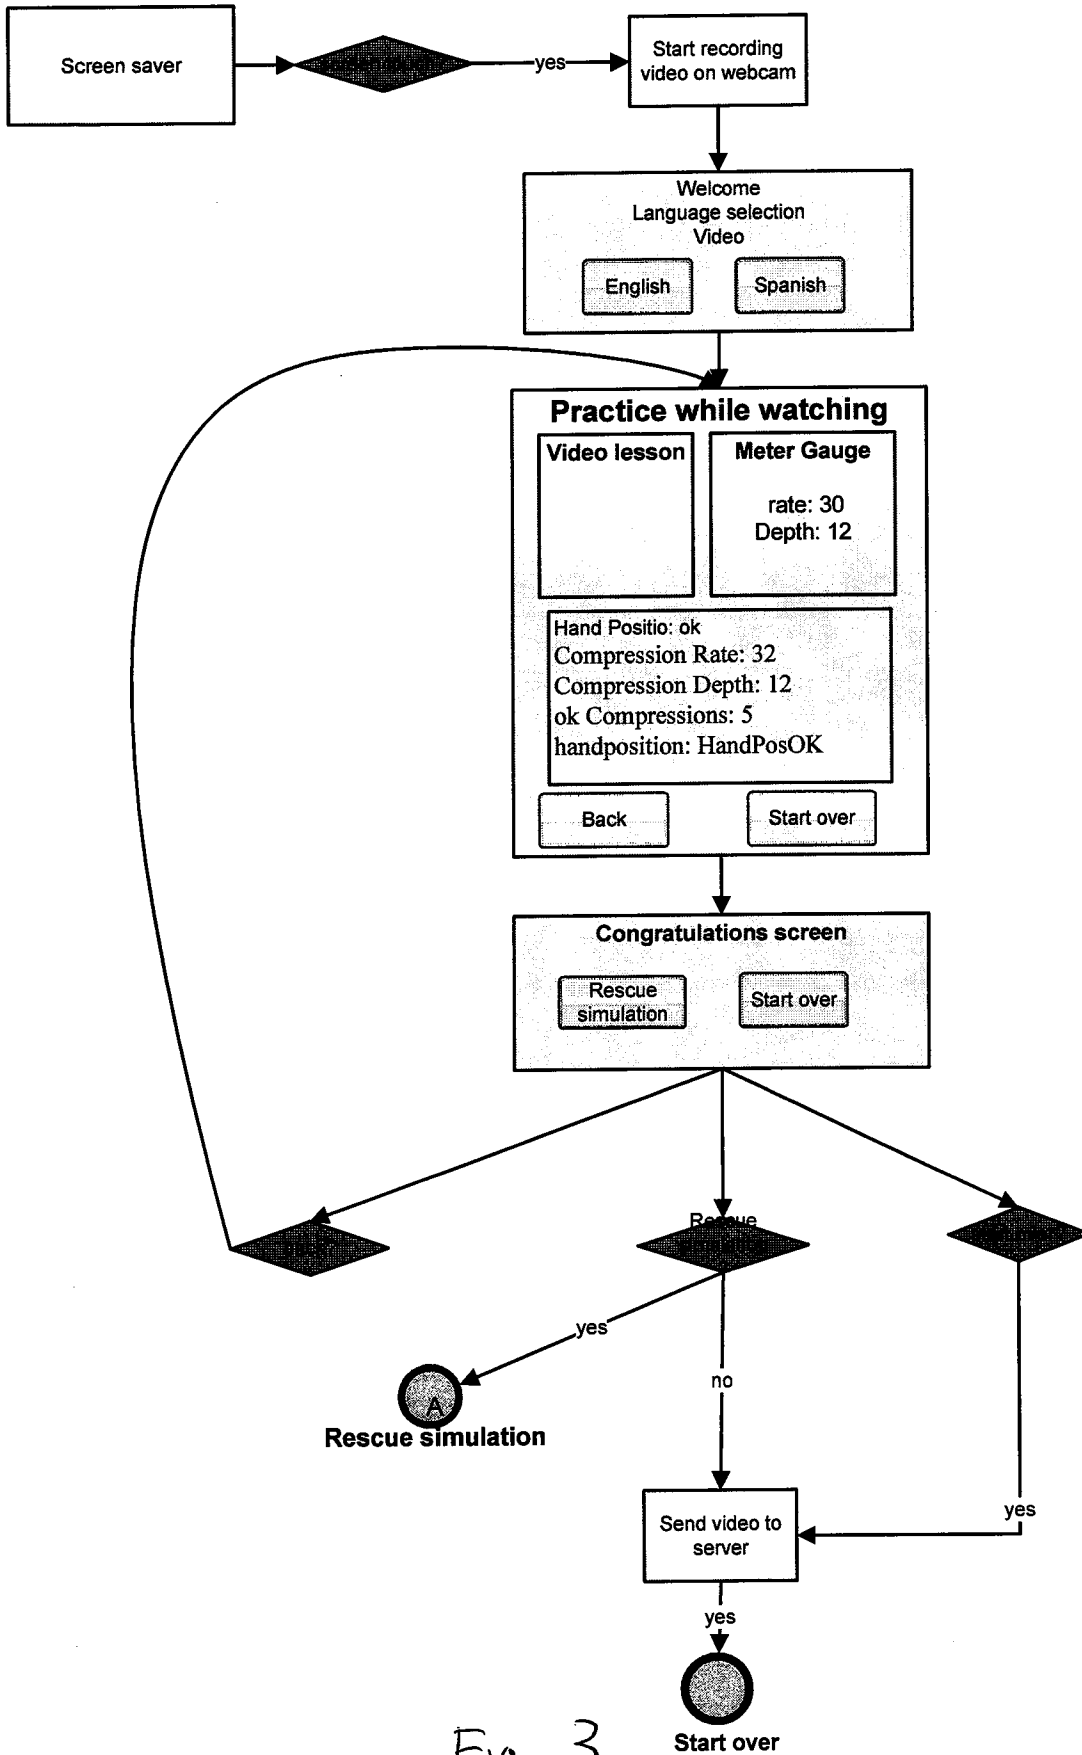 Screen saver
yes
Start recording
video on webcam
Welcome
Language selection
Video
English
Spanish
Practice while watching
Video lesson
Meter Gauge
rate: 30
Depth: 12
Hand Positio: ok
Compression Rate: 32
Compression Depth: 12
ok Compressions: 5
handposition: HandPosOK
Back
Start over
Congratulations screen
Rescue
simulation
Start over
Rescue
yes
no
A
Rescue simulation
yes
Send video to
server
yes
Start over
3